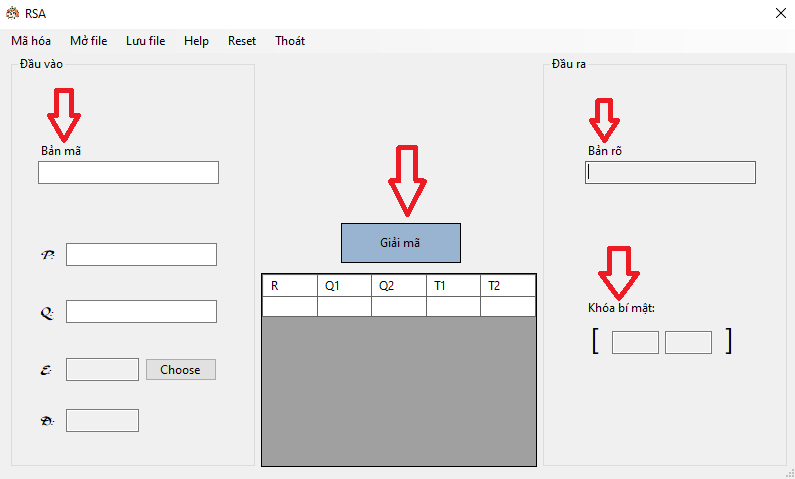 RSA
Mã hóa Mở file Lưu file Help Reset Thoát
Đầu vào
Bản mã
P:
Q:
E:
Choose
D:
Giải mã
R Q1 Q2 T1 T2
Đầu ra
Bản rõ
Khóa bí mật:
[ ]